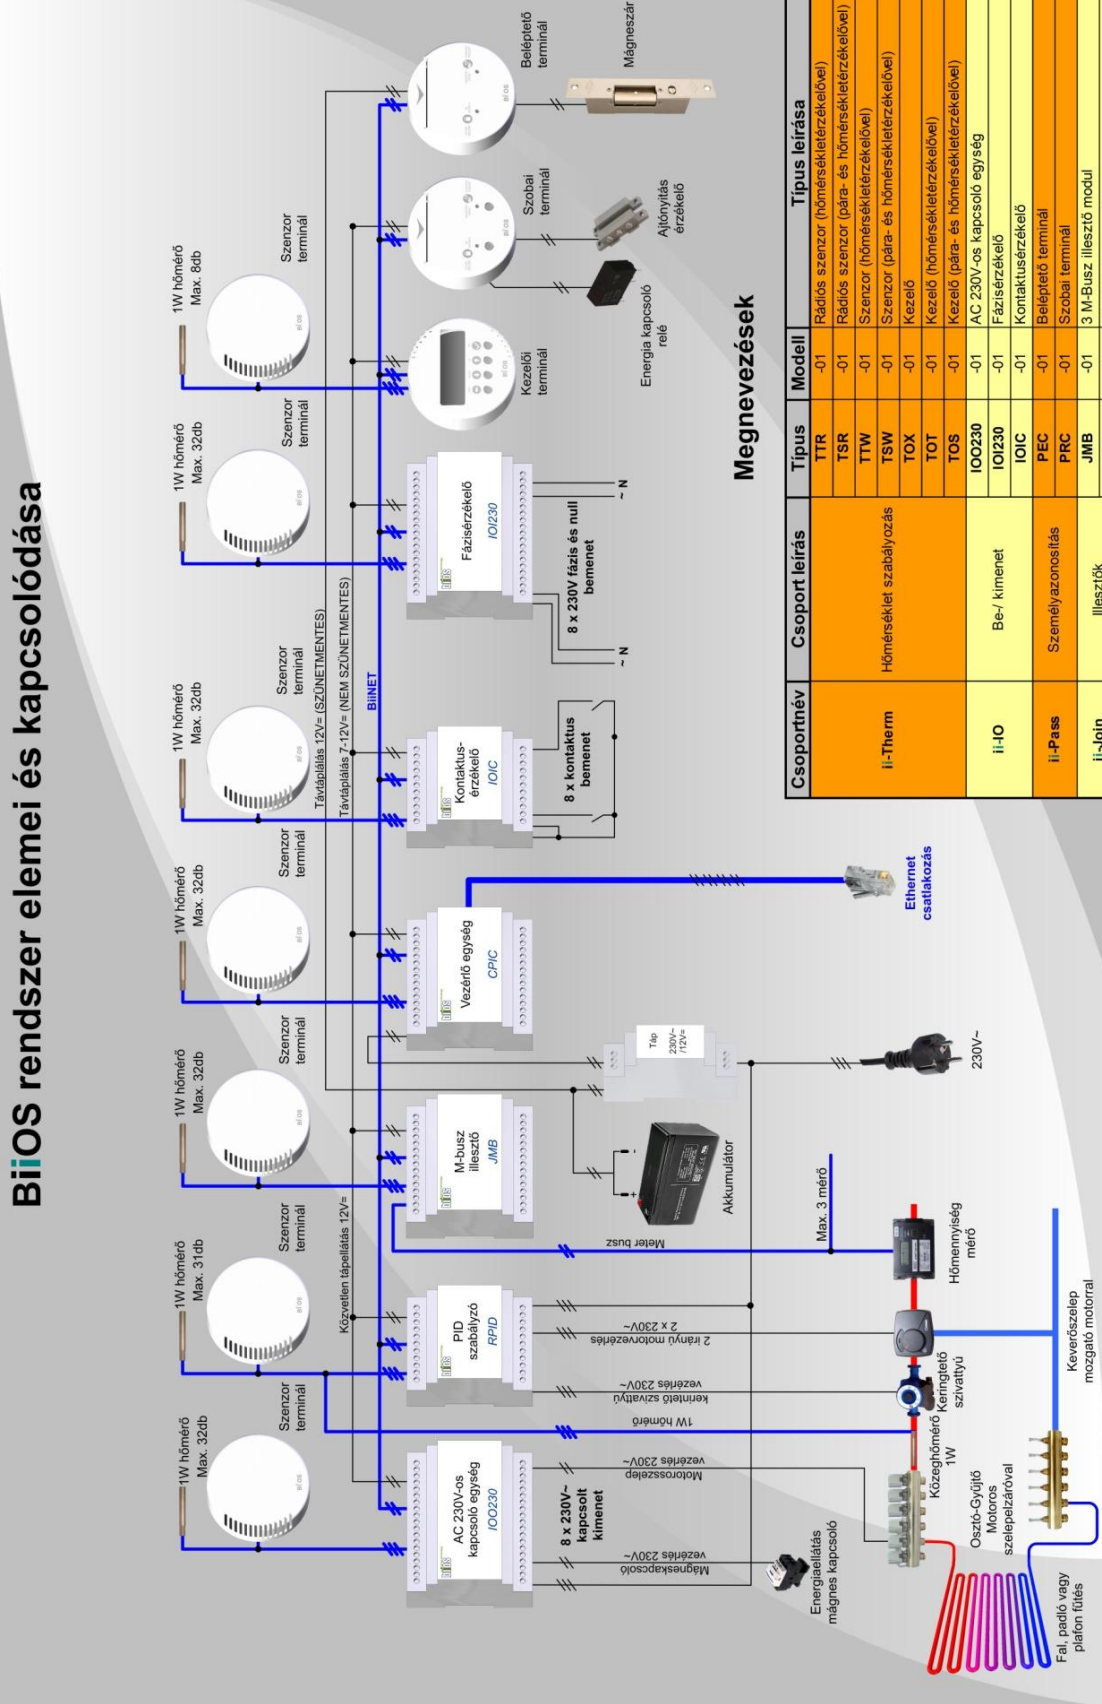 BiiOS rendszer elemei és kapcsolódása
1W hőmérő
Max. 32db
1W hőmérő
Max. 31db
1W hőmérő
Max. 32db
1W hőmérő
Max. 32db
1W hőmérő
Max. 32db
1W hőmérő
Max. 32db
1W hőmérő
Max. 8db
Szenzor
terminál
Szenzor
terminál
Szenzor
terminál
Szenzor
terminál
Szenzor
terminál
Szenzor
terminál
Szenzor
terminál
Közvetlen tápellátás 12V=
Távtáplálás 12V= (SZÜNETMENTES)
Távtáplálás 7-12V= (NEM SZÜNETMENTES)
BiiNET
AC 230V-os
kapcsoló egység
IOO230
PID
szabályzó
RPID
M-busz
illesztő
JMB
Vezérlő egység
CPIC
Kontaktus-
érzékelő
IOIC
Fázisérzékelő
IOI230
Kezelői
terminál
Szobai
terminál
Beléptető
terminál
Mágneskapcsoló
vezérlés 230V~
8 x 230V~
kapcsolt
kimenet
Motorosszelep
vezérlés 230V~
1W hőmérő
kerintető szivattyú
vezérlés 230V~
2 irányú motorvezérlés
2 x 230V~
Meter busz
Max. 3 mérő
Akkumulátor
+
-
Táp
230V~
/12V=
230V~
Ethernet
csatlakozás
8 x kontaktus
bemenet
8 x 230V fázis és null
bemenet
~ N
~ N
Energia kapcsoló
relé
Ajtónyitás
érzékelő
Mágneszár
Energiaellátás
mágnes kapcsoló
Fal, padló vagy
plafon fűtés
Osztó-Gyűjtő
Motoros
szelepelzáróval
Közeghőmérő
1W
Keringtető
szivattyú
Hőmennyiség
mérő
Keverőszelep
mozgató motorral
Megnevezések
Csoportnév Csoport leírás Típus Modell Típus leírása
ii-Therm Hőmérséklet szabályozás
TTR -01 Rádiós szenzor (hőmérsékletérzékelővel)
TSR -01 Rádiós szenzor (pára- és hőmérsékletérzékelővel)
TTW -01 Szenzor (hőmérsékletérzékelővel)
TSW -01 Szenzor (pára- és hőmérsékletérzékelővel)
TOX -01 Kezelő
TOT -01 Kezelő (hőmérsékletérzékelővel)
TOS -01 Kezelő (pára- és hőmérsékletérzékelővel)
ii-IO Be-/ kimenet
IOO230 -01 AC 230V-os kapcsoló egység
IOI230 -01 Fázisérzékelő
IOIC -01 Kontaktusérzékelő
ii-Pass Személyazonosítás
PEC -01 Beléptető terminál
PRC -01 Szobai terminál
ii-Join Illesztők
JMB -01 3 M-Busz illesztő modul